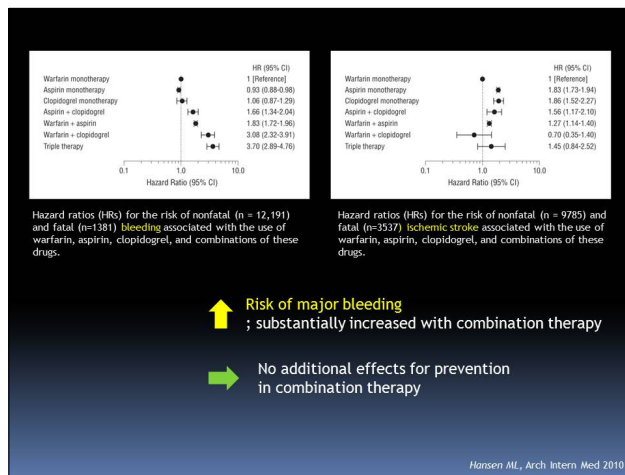 HR (95% CI)
Warfarin monotherapy 1 [Reference]
Aspirin monotherapy 0.93 (0.88-0.98)
Clopidogrel monotherapy 1.06 (0.87-1.29)
Aspirin + clopidogrel 1.66 (1.34-2.04)
Warfarin + aspirin 1.83 (1.72-1.96)
Warfarin + clopidogrel 3.08 (2.32-3.91)
Triple therapy 3.70 (2.89-4.76)
0.1 1.0 10.0
Hazard Ratio (95% CI)
HR (95% CI)
Warfarin monotherapy 1 [Reference]
Aspirin monotherapy 1.83 (1.73-1.94)
Clopidogrel monotherapy 1.86 (1.52-2.27)
Aspirin + clopidogrel 1.56 (1.17-2.10)
Warfarin + aspirin 1.27 (1.14-1.40)
Warfarin + clopidogrel 0.70 (0.35-1.40)
Triple therapy 1.45 (0.84-2.52)
0.1 1.0 10.0
Hazard Ratio (95% CI)
Hazard ratios (HRs) for the risk of nonfatal (n = 12,191)
and fatal (n=1381) bleeding associated with the use of
warfarin, aspirin, clopidogrel, and combinations of these
drugs.
Hazard ratios (HRs) for the risk of nonfatal (n = 9785) and
fatal (n=3537) ischemic stroke associated with the use of
warfarin, aspirin, clopidogrel, and combinations of these
drugs.
Risk of major bleeding
; substantially increased with combination therapy
No additional effects for prevention
in combination therapy
Hansen ML, Arch Intern Med 2010